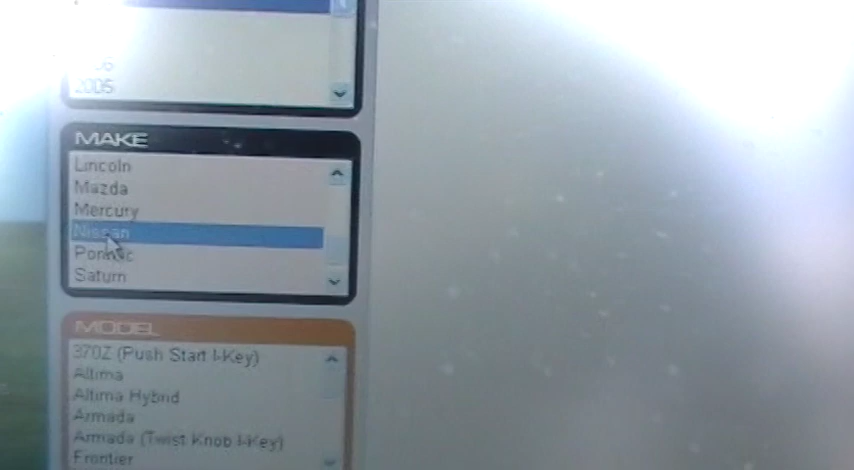 2005
MAKE
Lincoln
Mazda
Mercury
Nissan
Pontiac
Saturn
MODEL
370Z (Push Start I-Key)
Altima
Altima Hybrid
Armada
Armada (Twist Knob I-Key)
Frontier